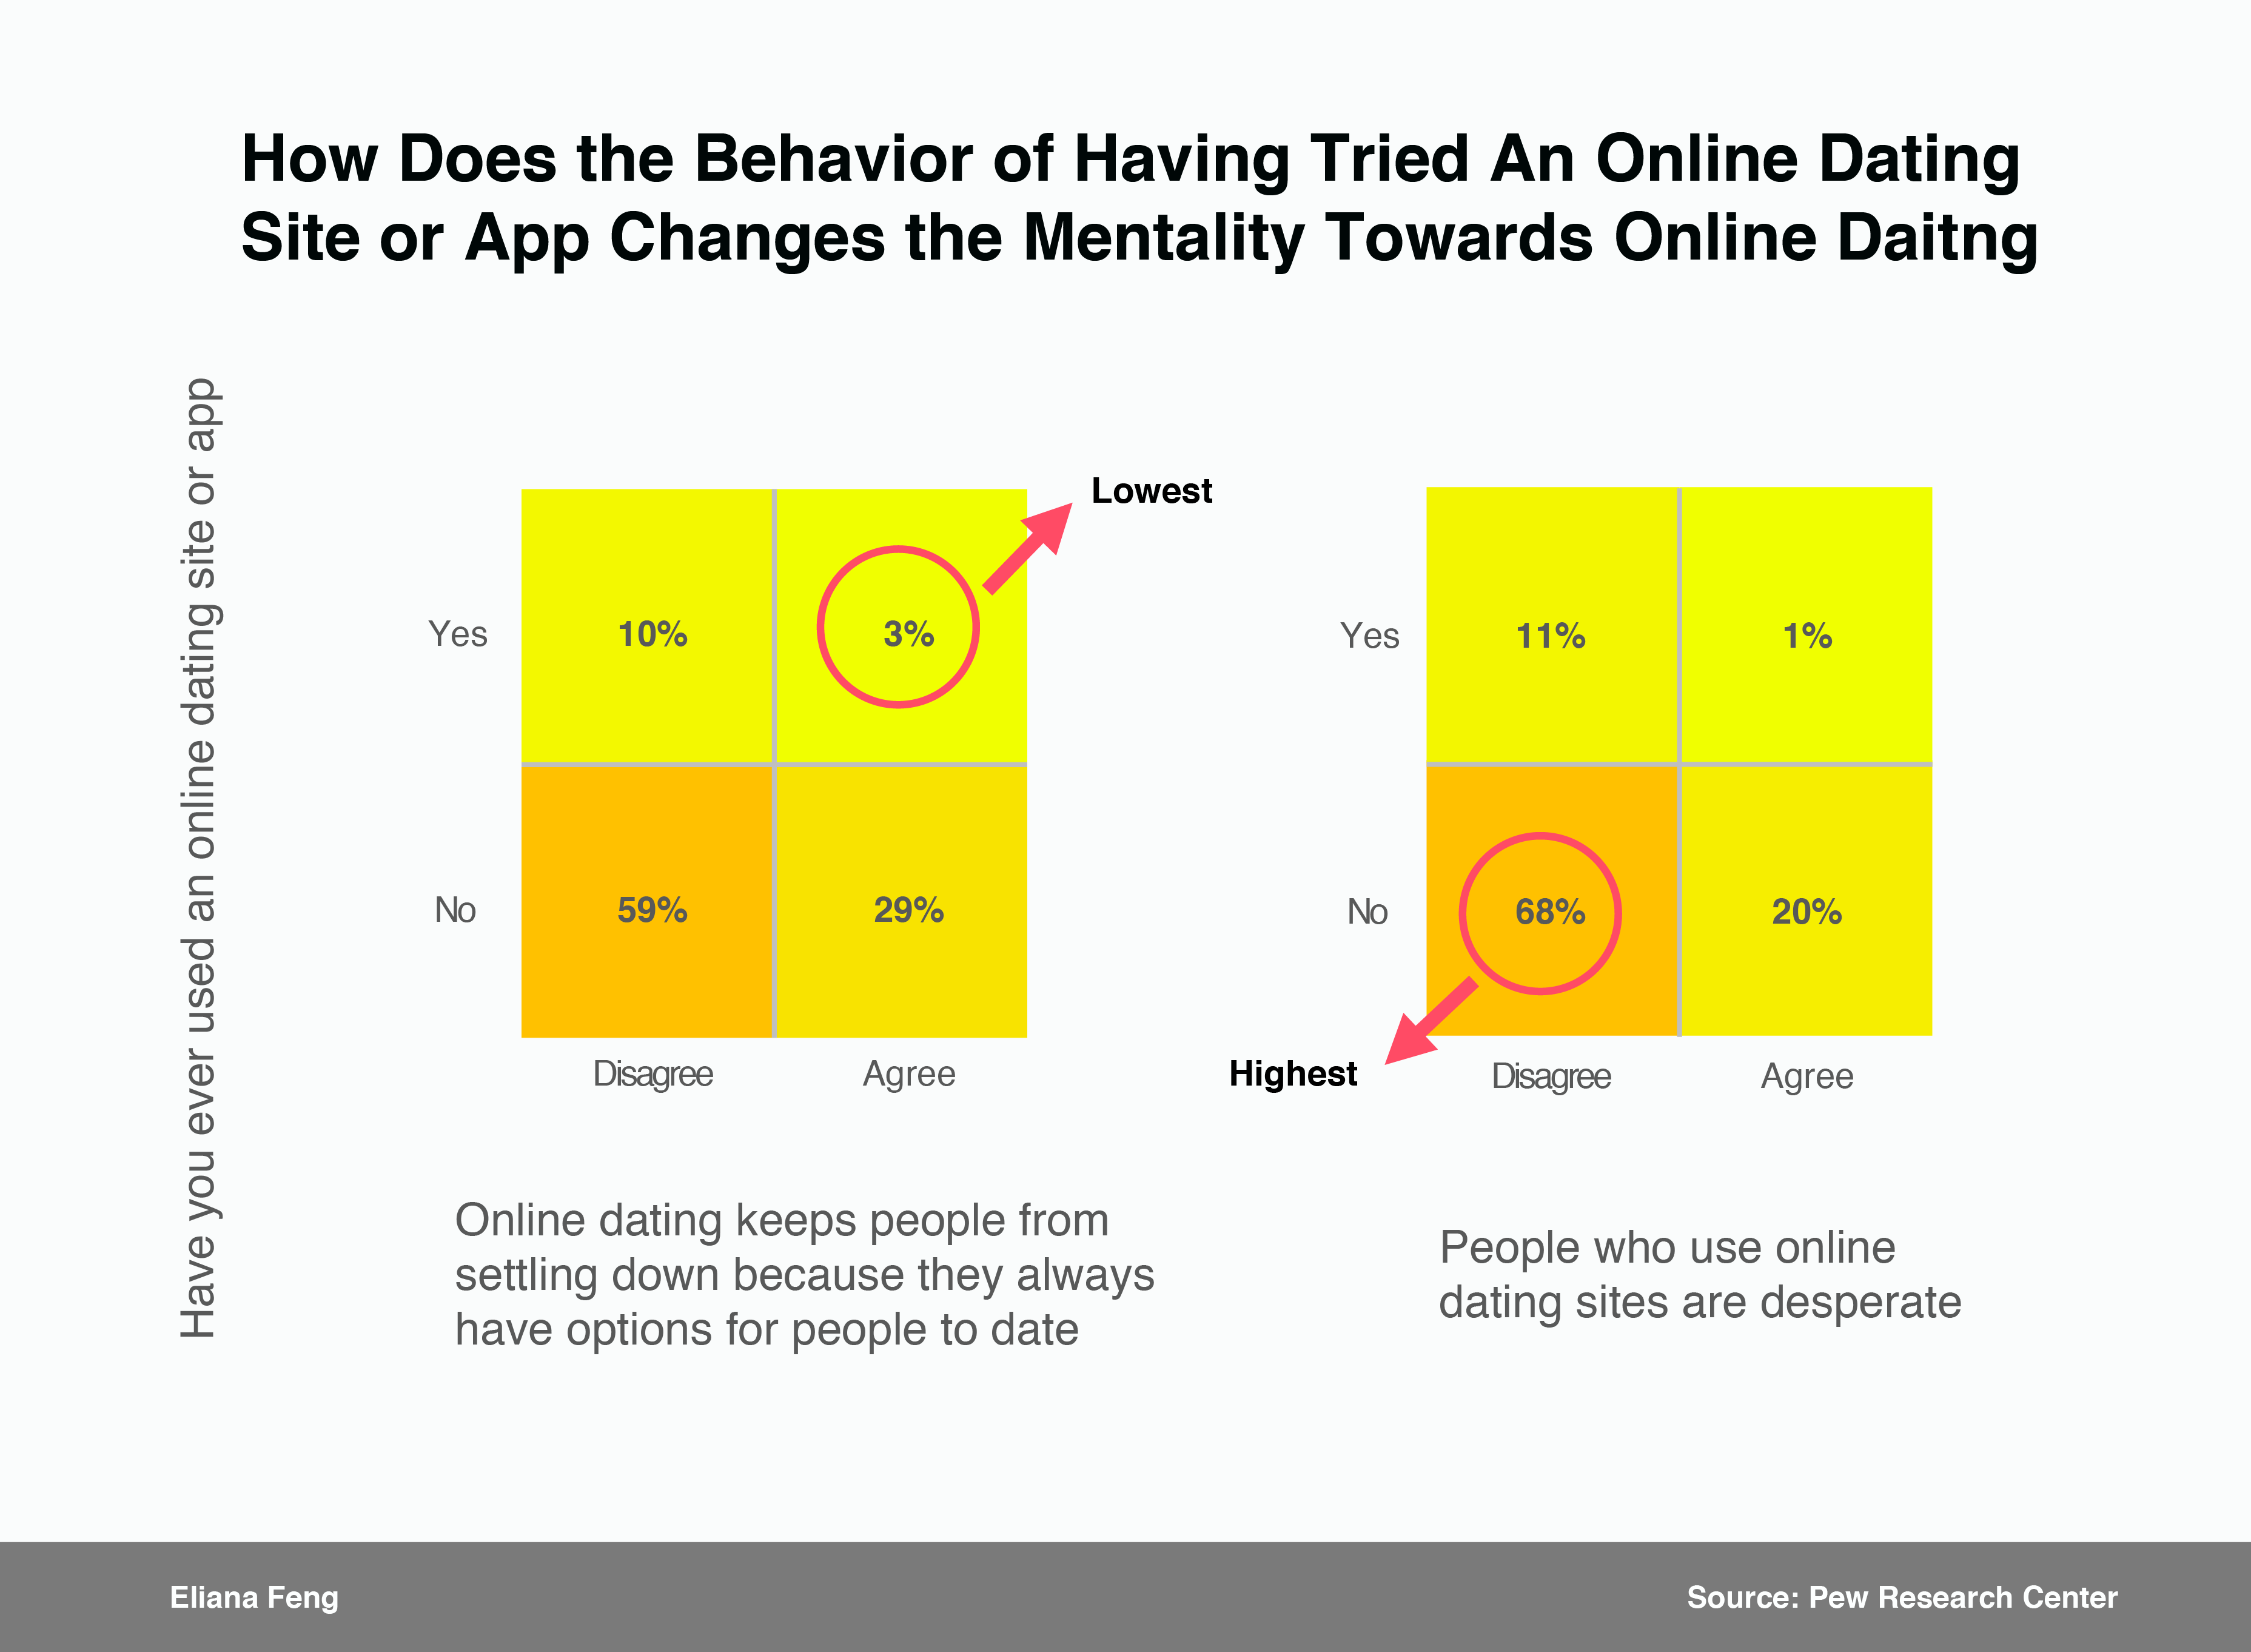 How Does the Behavior of Having Tried An Online Dating
Site or App Changes the Mentality Towards Online Daitng
Have you ever used an online dating site or app
Lowest
Yes
10%
3%
No
59%
29%
Disagree
Agree
Online dating keeps people from
settling down because they always
have options for people to date
Yes
11%
1%
No
68%
20%
Highest
Disagree
Agree
People who use online
dating sites are desperate
Eliana Feng
Source: Pew Research Center